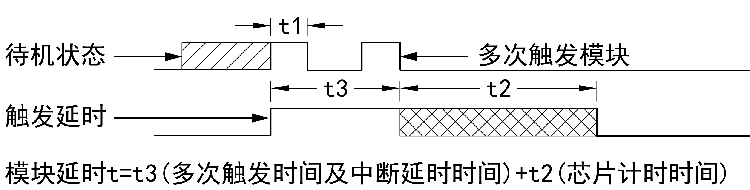 t1
待机状态 多次触发模块
t3 t2
触发延时
模块延时t=t3(多次触发时间及中断延时时间)+t2(芯片计时时间)